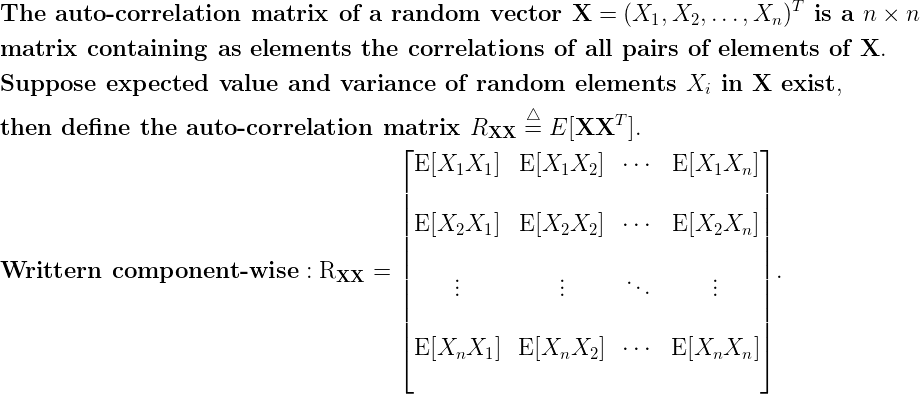 The auto-correlation matrix of a random vector X = (X₁, X₂, …, Xₙ)ᵀ is a n × n
matrix containing as elements the correlations of all pairs of elements of X.
Suppose expected value and variance of random elements Xᵢ in X exist,
then define the auto-correlation matrix R_XX ≜ E[XXᵀ].
Writtern component-wise : R_XX = [
E[X₁X₁] E[X₁X₂] ⋯ E[X₁Xₙ]
E[X₂X₁] E[X₂X₂] ⋯ E[X₂Xₙ]
⋮ ⋮ ⋱ ⋮
E[XₙX₁] E[XₙX₂] ⋯ E[XₙXₙ]
].